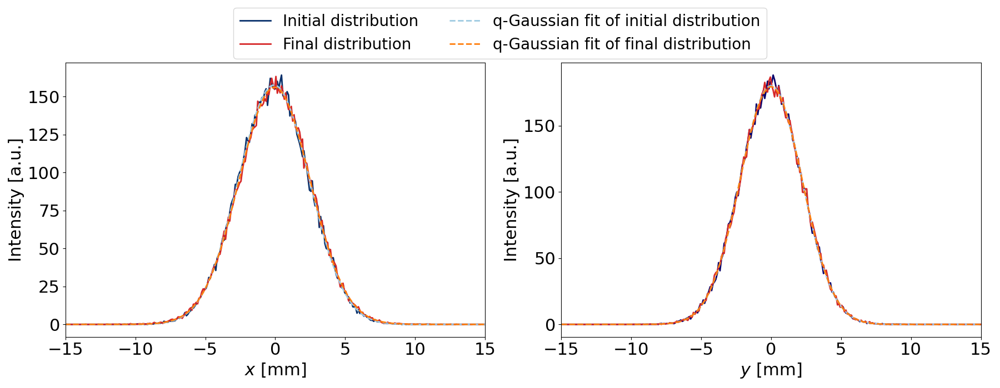 Initial distribution
Final distribution
q-Gaussian fit of initial distribution
q-Gaussian fit of final distribution
Intensity [a.u.]
150
125
100
75
50
25
0
−15 −10 −5 0 5 10 15
x [mm]
Intensity [a.u.]
150
100
50
0
−15 −10 −5 0 5 10 15
y [mm]